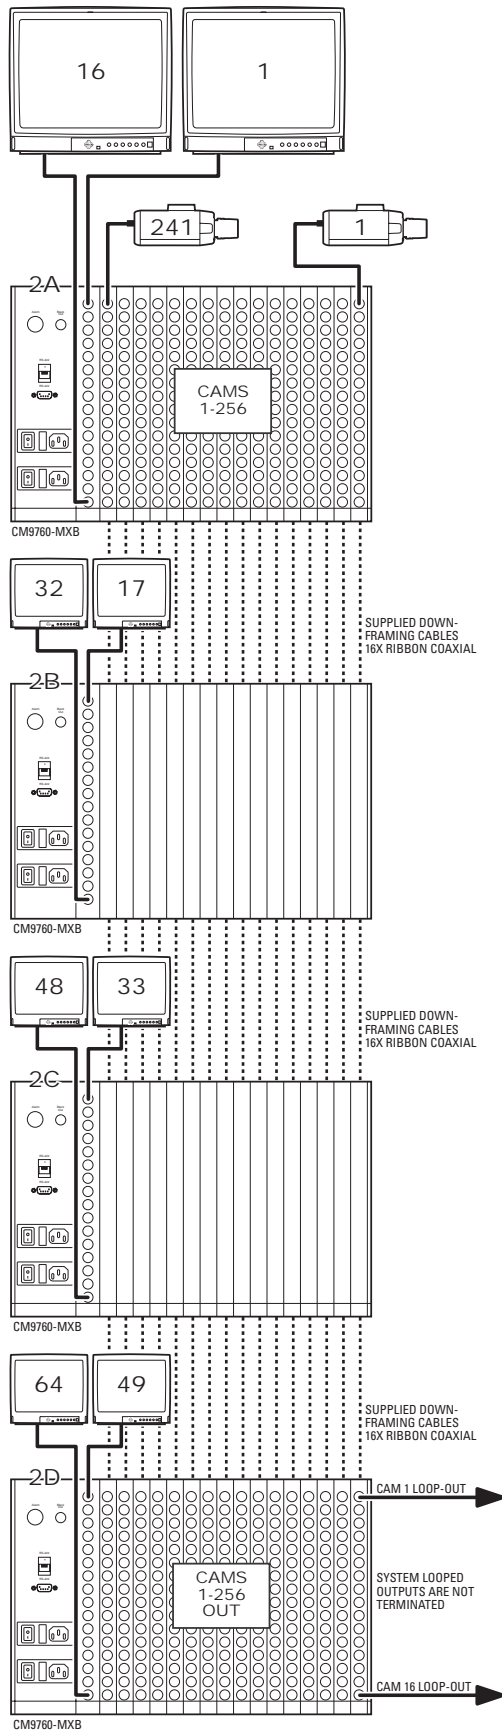 16
1
241
1
2A
CAMS
1-256
CM9760-MXB
32
17
SUPPLIED DOWN-
FRAMING CABLES
16X RIBBON COAXIAL
2B
CM9760-MXB
48
33
SUPPLIED DOWN-
FRAMING CABLES
16X RIBBON COAXIAL
2C
CM9760-MXB
64
49
SUPPLIED DOWN-
FRAMING CABLES
16X RIBBON COAXIAL
2D
CAM 1 LOOP-OUT
CAMS
1-256
OUT
SYSTEM LOOPED
OUTPUTS ARE NOT
TERMINATED
CAM 16 LOOP-OUT
CM9760-MXB